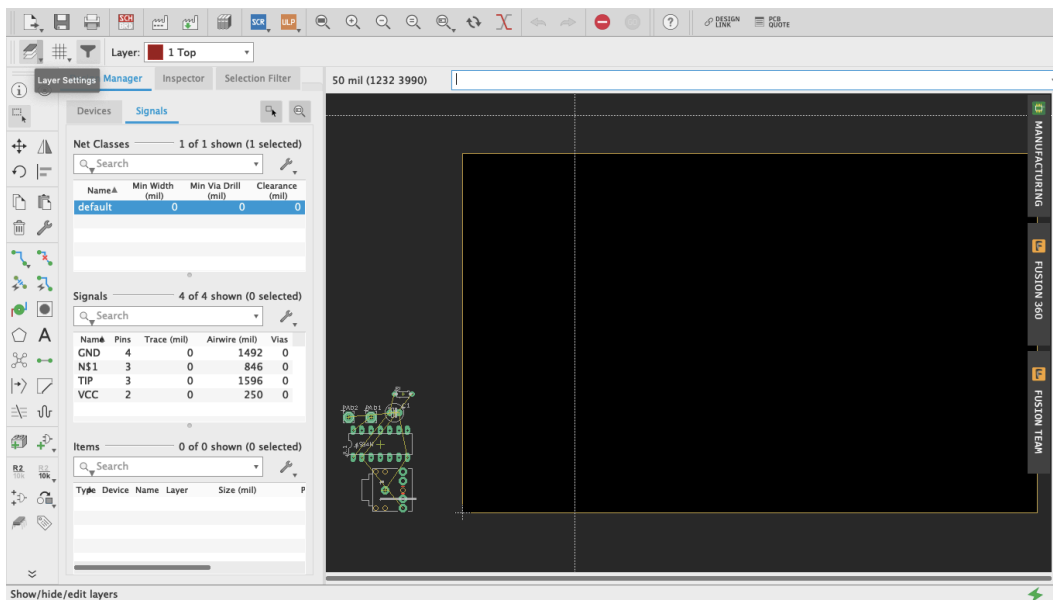 SCH
SCR
ULP
DESIGN
LINK
PCB
QUOTE
Layer: 1 Top
Layer Settings
Manager Inspector Selection Filter
50 mil (1232 3990)
Devices Signals
Net Classes 1 of 1 shown (1 selected)
Search
Name Min Width (mil) Min Via Drill (mil) Clearance (mil)
default 0 0 0
Signals 4 of 4 shown (0 selected)
Search
Name Pins Trace (mil) Airwire (mil) Vias
GND 4 0 1492 0
N$1 3 0 846 0
TIP 3 0 1596 0
VCC 2 0 250 0
Items 0 of 0 shown (0 selected)
Search
Type Device Name Layer Size (mil) P
R2
10k
R2
10k
A
PAD2 PAD1
MANUFACTURING
FUSION 360
FUSION TEAM
Show/hide/edit layers